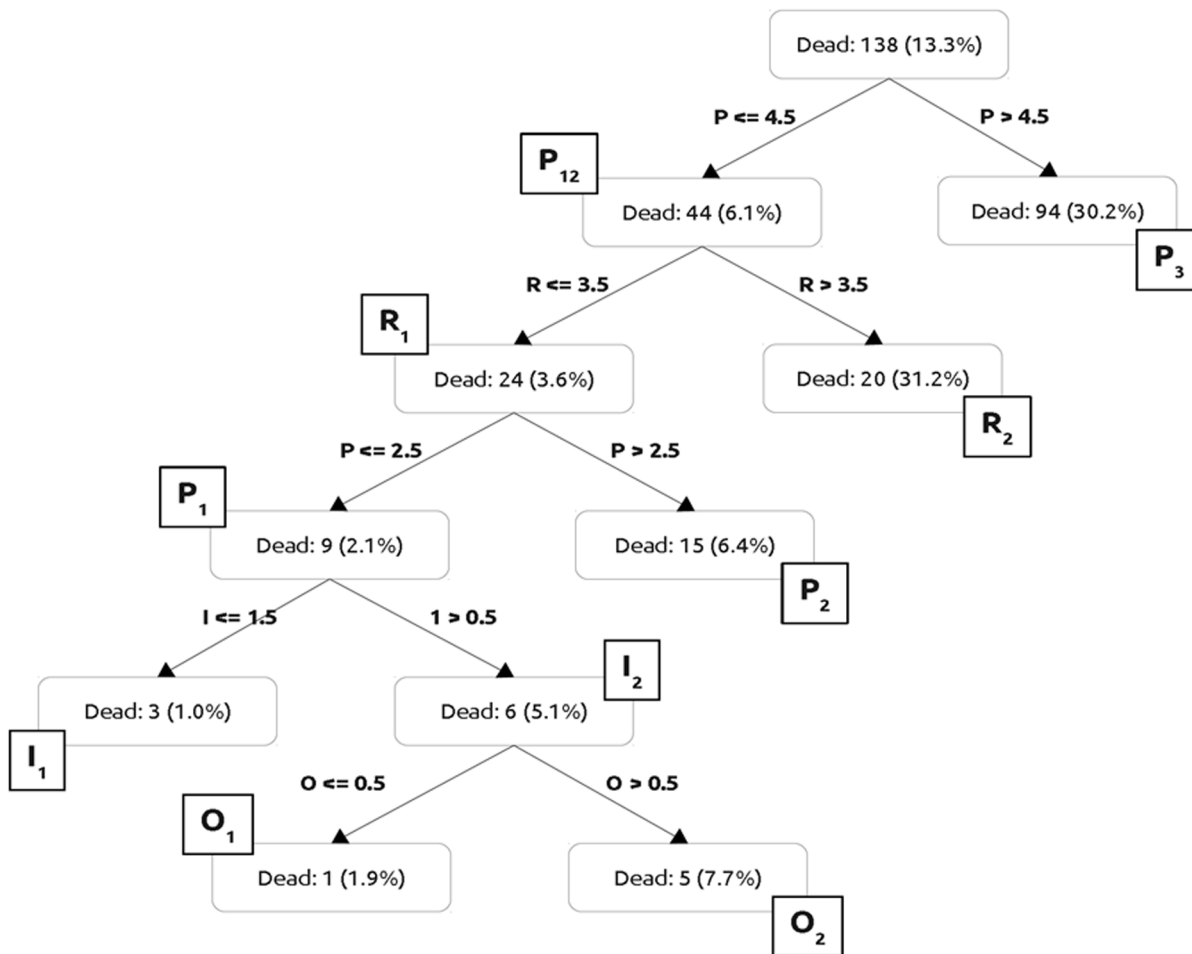 Dead: 138 (13.3%)
P <= 4.5
P > 4.5
P12
Dead: 44 (6.1%)
Dead: 94 (30.2%)
P3
R <= 3.5
R > 3.5
R1
Dead: 24 (3.6%)
Dead: 20 (31.2%)
R2
P <= 2.5
P > 2.5
P1
Dead: 9 (2.1%)
Dead: 15 (6.4%)
P2
I <= 1.5
1 > 0.5
I2
Dead: 3 (1.0%)
Dead: 6 (5.1%)
I1
O <= 0.5
O > 0.5
O1
Dead: 1 (1.9%)
Dead: 5 (7.7%)
O2